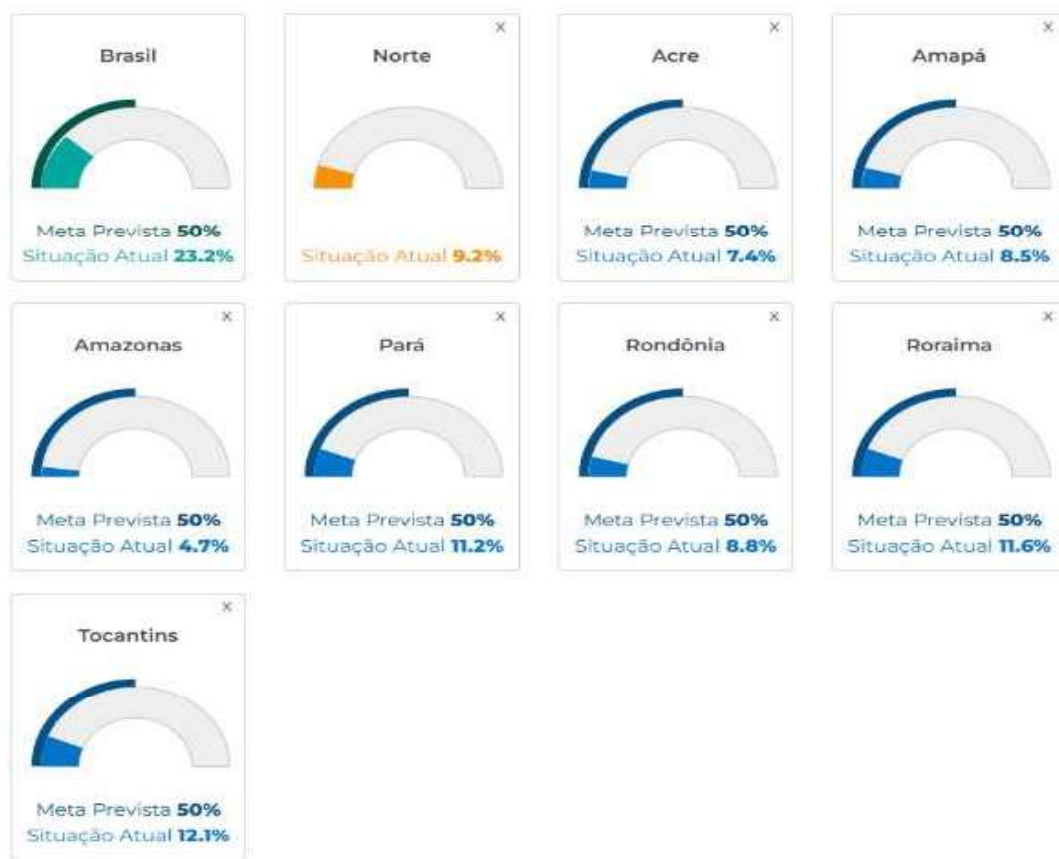 Brasil
Meta Prevista 50%
Situação Atual 23.2%
X
Norte
Situação Atual 9.2%
X
Acre
Meta Prevista 50%
Situação Atual 7.4%
X
Amapá
Meta Prevista 50%
Situação Atual 8.5%
X
Amazonas
Meta Prevista 50%
Situação Atual 4.7%
X
Pará
Meta Prevista 50%
Situação Atual 11.2%
X
Rondônia
Meta Prevista 50%
Situação Atual 8.8%
X
Roraima
Meta Prevista 50%
Situação Atual 11.6%
X
Tocantins
Meta Prevista 50%
Situação Atual 12.1%